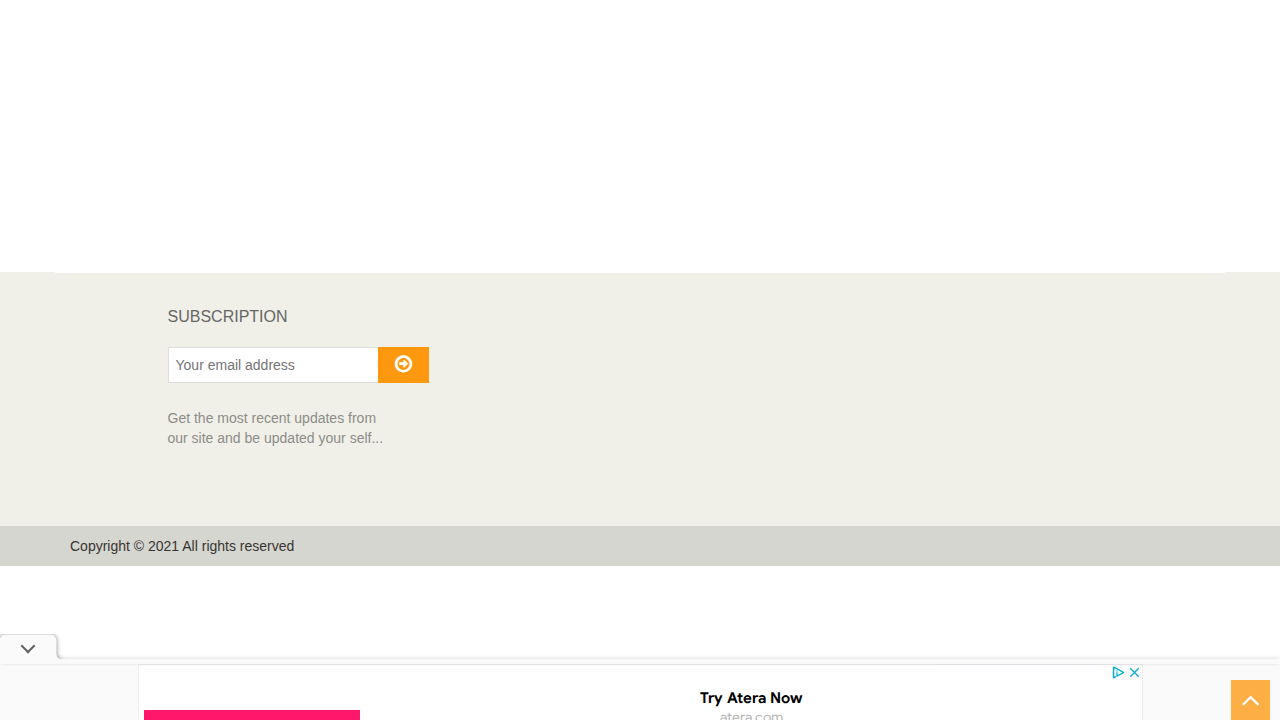 SUBSCRIPTION
Your email address
Get the most recent updates from
our site and be updated your self...
Copyright © 2021 All rights reserved
Try Atera Now
atera.com